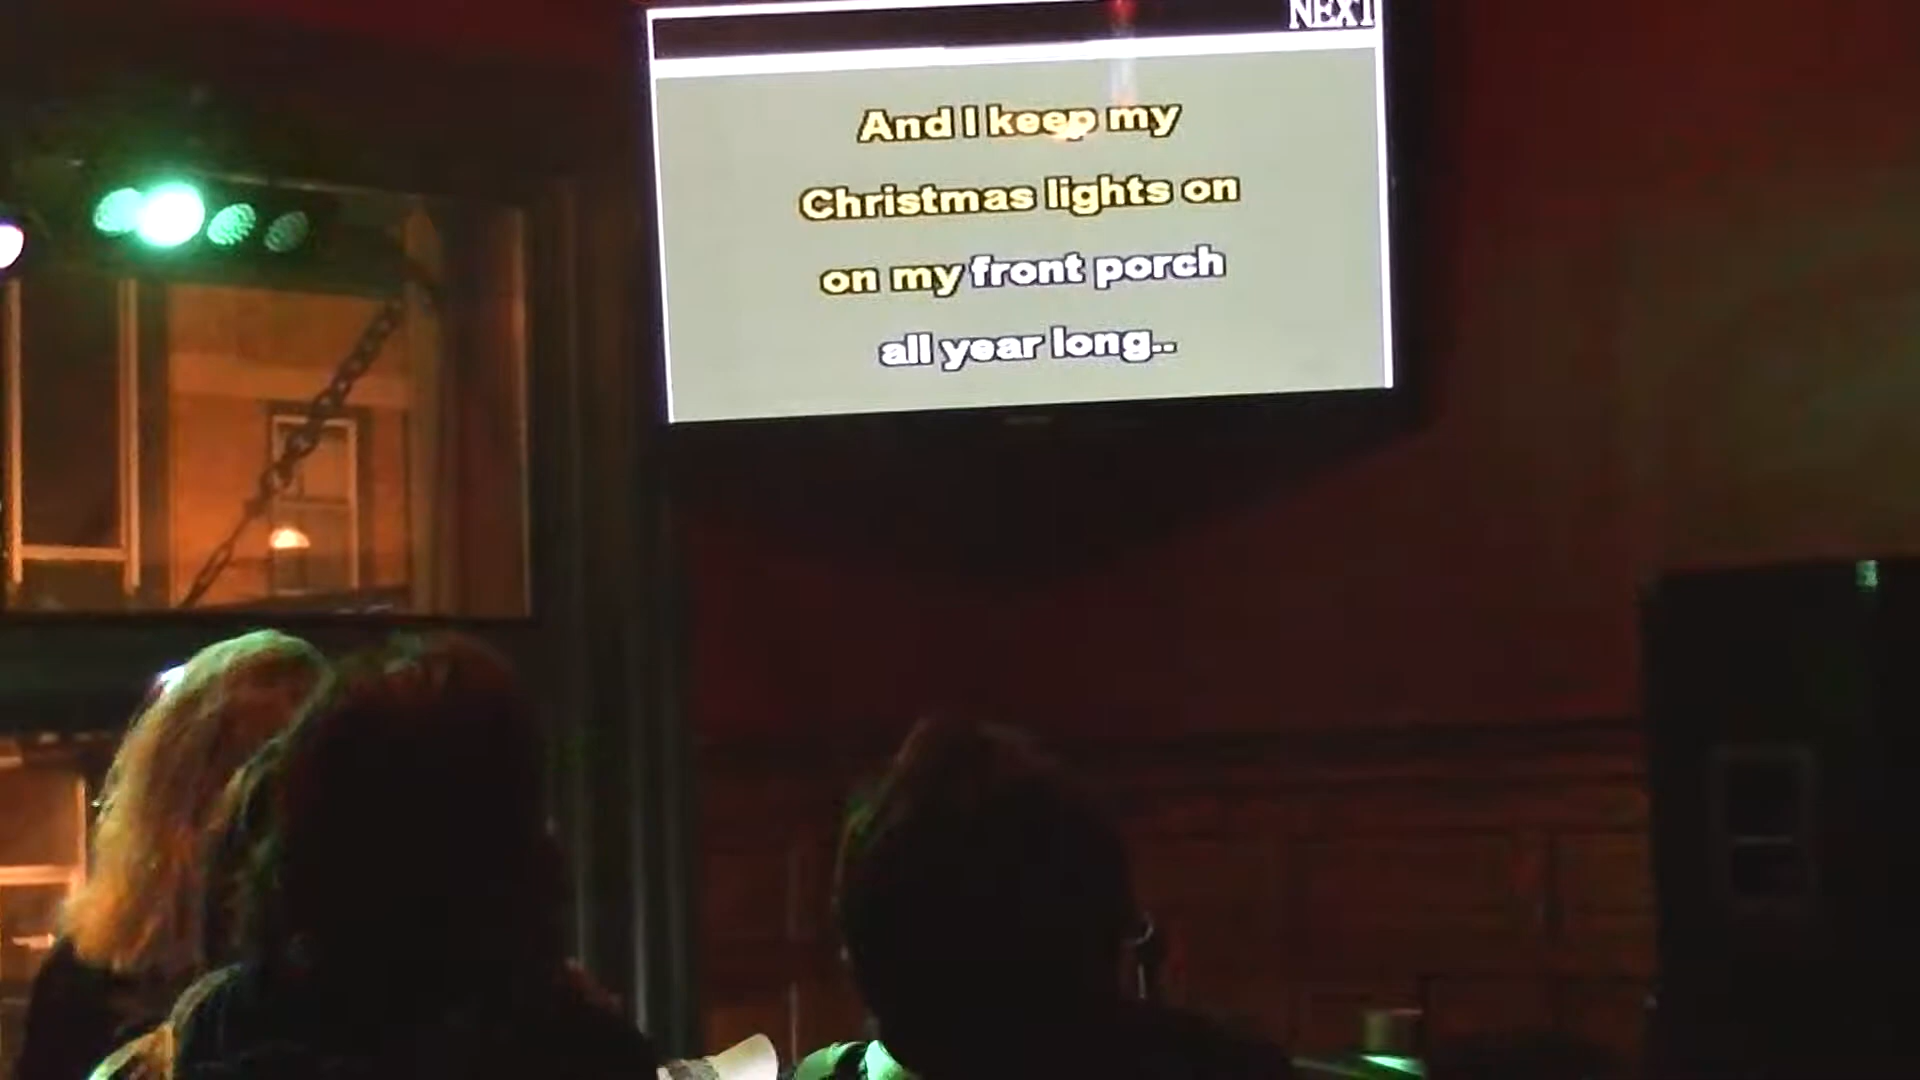 NEXT
And I keep my
Christmas lights on
on my front porch
all year long..